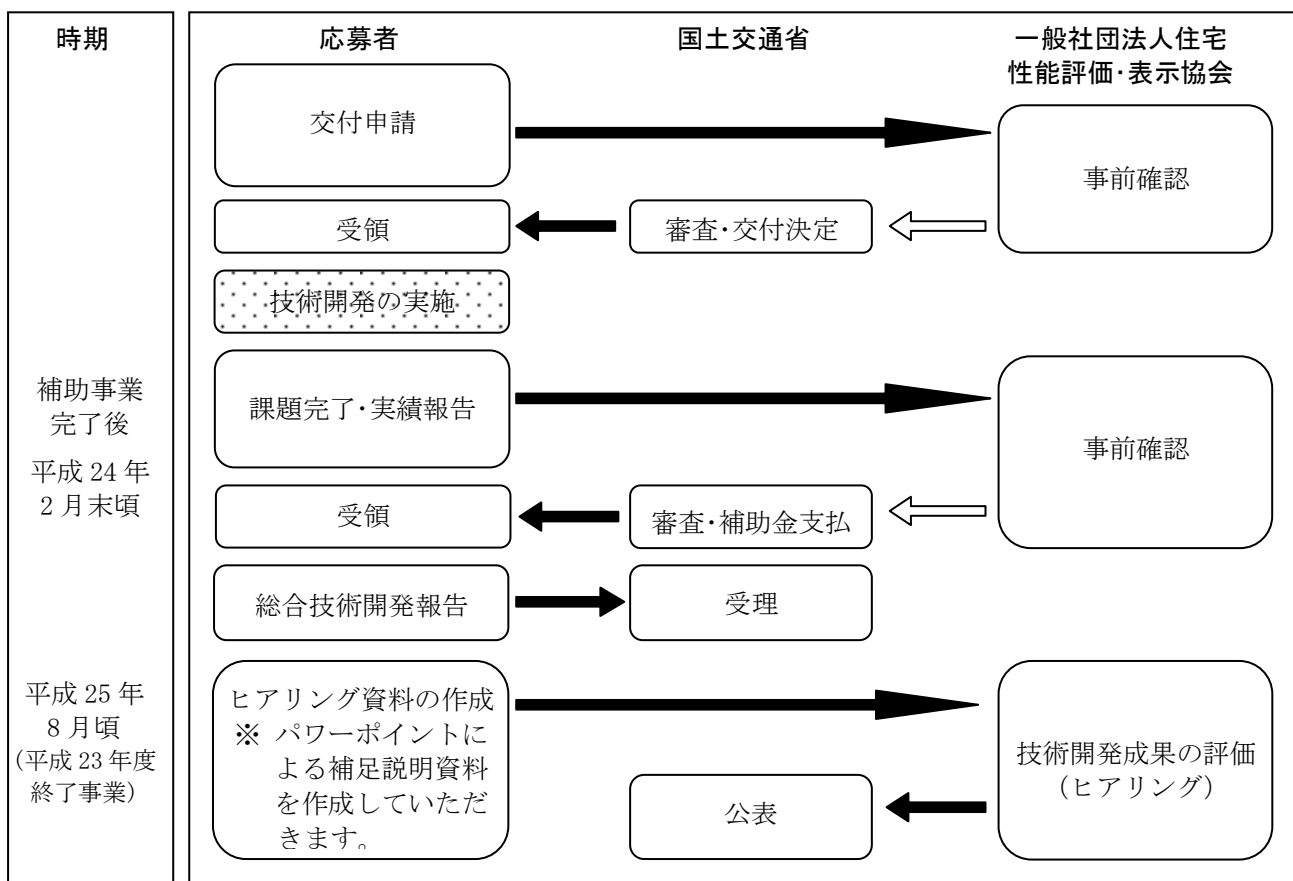 時期
応募者
国土交通省
一般社団法人住宅
性能評価・表示協会
交付申請
事前確認
受領
審査・交付決定
技術開発の実施
補助事業
完了後
平成 24 年
2 月末頃
課題完了・実績報告
事前確認
受領
審査・補助金支払
総合技術開発報告
受理
平成 25 年
8 月頃
(平成 23 年度
終了事業)
ヒアリング資料の作成
※ パワーポイントに
よる補足説明資料
を作成していただ
きます。
技術開発成果の評価
(ヒアリング)
公表